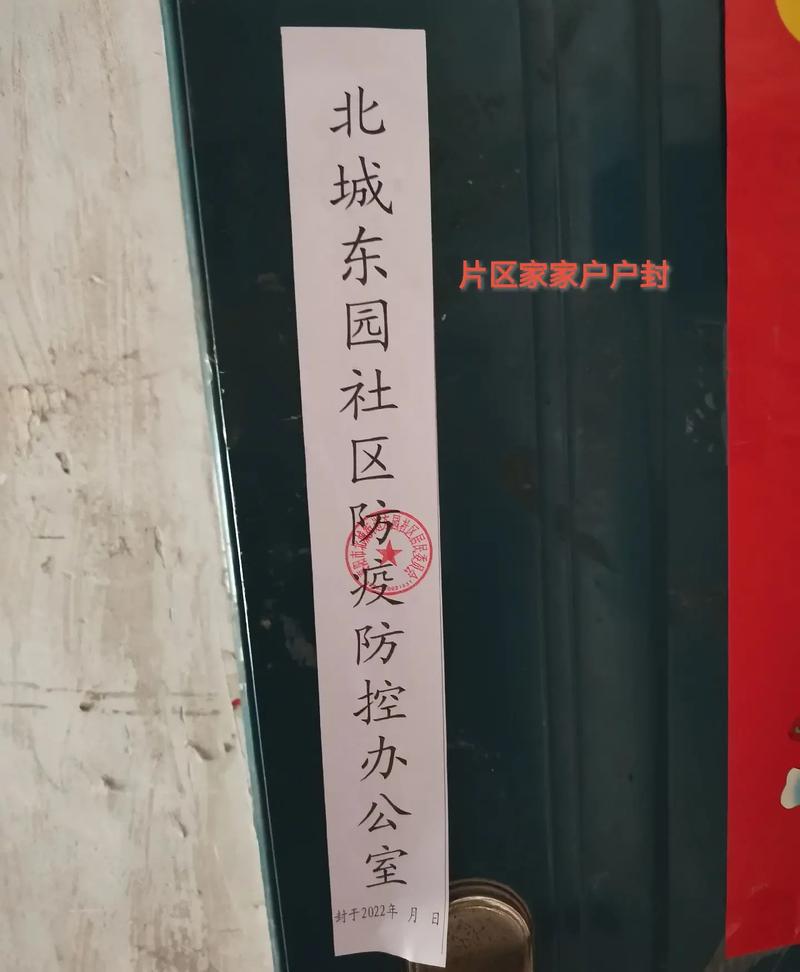 北城东园社区防疫防控办公室
封于2022年 月 日
片区家家户户封